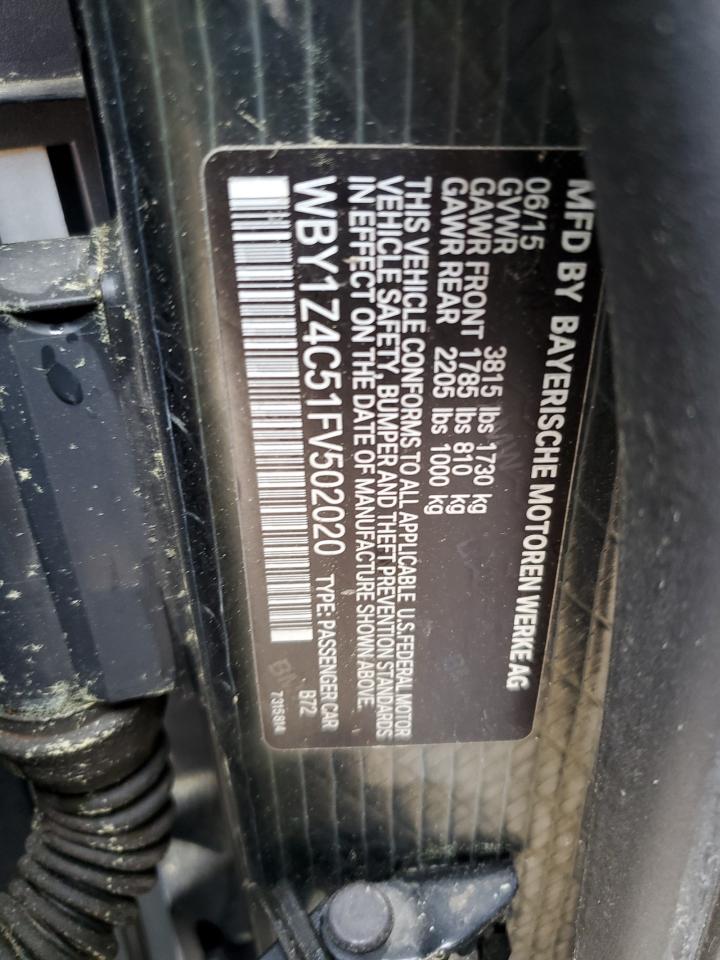 MFD BY BAYERISCHE MOTOREN WERKE AG
06/15
GVWR 3815 lbs 1730 kg
GAWR FRONT 1785 lbs 810 kg
GAWR REAR 2205 lbs 1000 kg
THIS VEHICLE CONFORMS TO ALL APPLICABLE U.S.FEDERAL MOTOR
VEHICLE SAFETY, BUMPER AND THEFT PREVENTION STANDARDS
IN EFFECT ON THE DATE OF MANUFACTURE SHOWN ABOVE.
WBY1Z4C51FV502020 TYPE: PASSENGER CAR
B72
7315814